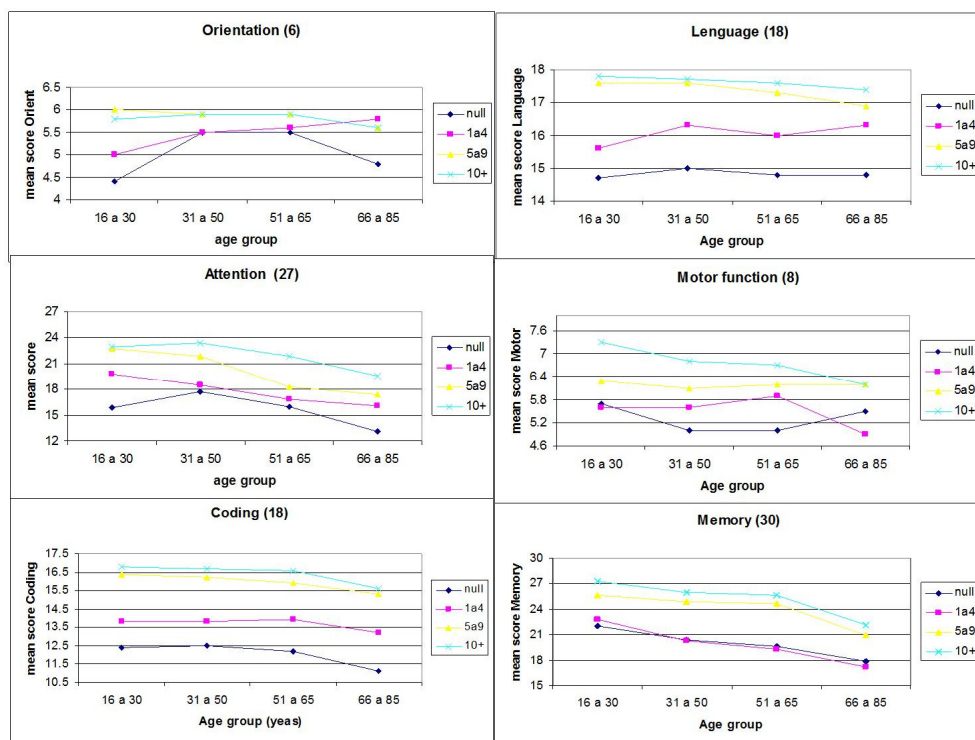 Orientation (6)
mean score Orient
6.5
6
5.5
5
4.5
4
16 a 30
31 a 50
51 a 65
66 a 85
age group
null
1a4
5a9
10+
Lenguage (18)
mean secore Language
18
17
16
15
14
16 a 30
31 a 50
51 a 65
66 a 85
Age group
null
1a4
5a9
10+
Attention (27)
mean score
27
24
21
18
15
12
16 a 30
31 a 50
51 a 65
66 a 85
age group
null
1a4
5a9
10+
Motor function (8)
mean score Motor
7.6
7
6.4
5.8
5.2
4.6
16 a 30
31 a 50
51 a 65
66 a 85
Age group
null
1a4
5a9
10+
Coding (18)
mean score Coding
17.5
16.5
15.5
14.5
13.5
12.5
11.5
10.5
16 a 30
31 a 50
51 a 65
66 a 85
Age group (yeas)
null
1a4
5a9
10+
Memory (30)
mean score Memory
30
27
24
21
18
15
16 a 30
31 a 50
51 a 65
66 a 85
Age group
null
1a4
5a9
10+